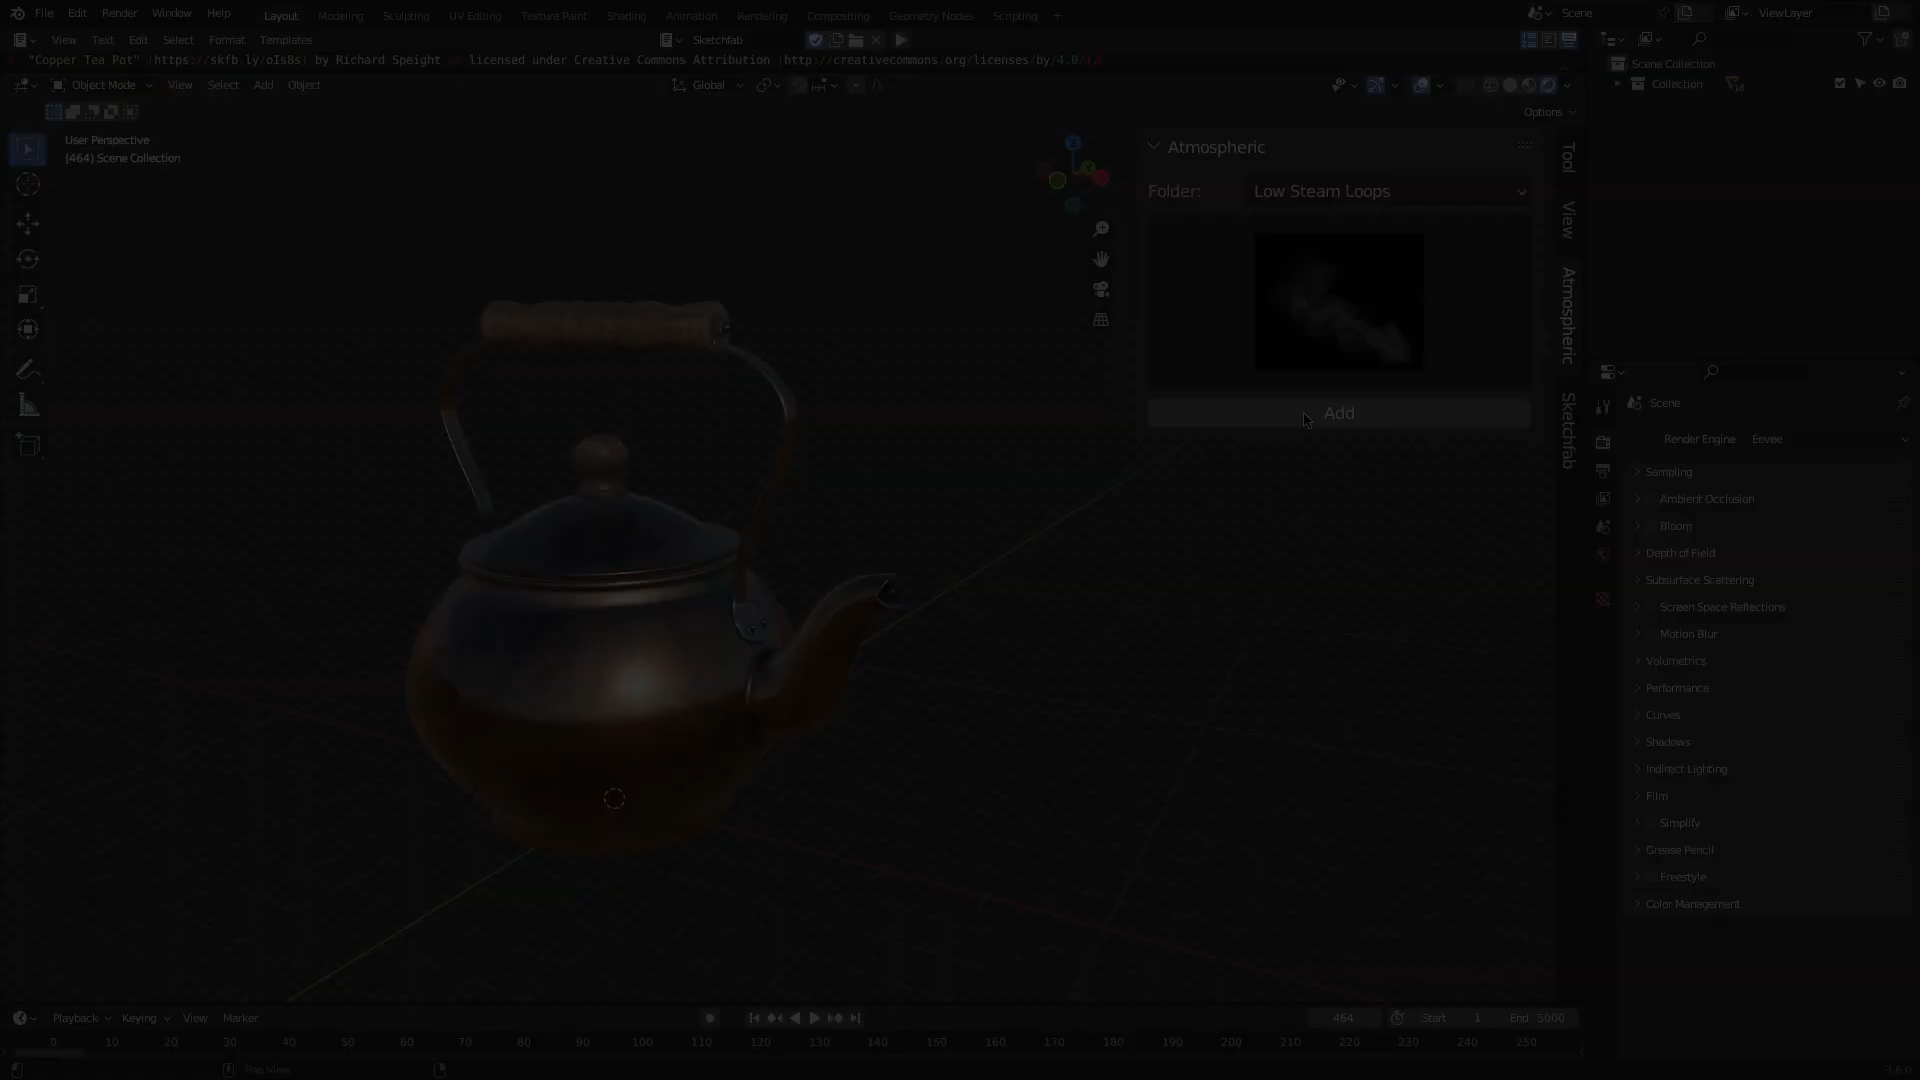 File Edit Render Window Help Layout Modeling Sculpting UV Editing Texture Paint Shading Animation Rendering Compositing Geometry Nodes Scripting + Scene ViewLayer
View Text Edit Select Format Templates Sketchfab
"Copper Tea Pot" (https://skfb.ly/oIs8s) by Richard Speight is licensed under Creative Commons Attribution (http://creativecommons.org/licenses/by/4.0/).
Scene Collection
Collection 18
Object Mode View Select Add Object Global
Options
User Perspective
(464) Scene Collection
Z
Y
X
Atmospheric
Folder: Low Steam Loops
Add
Tool
View
Atmospheric
Sketchfab
Scene
Render Engine Eevee
Sampling
Ambient Occlusion
Bloom
Depth of Field
Subsurface Scattering
Screen Space Reflections
Motion Blur
Volumetrics
Performance
Curves
Shadows
Indirect Lighting
Film
Simplify
Grease Pencil
Freestyle
Color Management
Playback Keying View Marker 464 Start 1 End 5000
0 10 20 30 40 50 60 70 80 90 100 110 120 130 140 150 160 170 180 190 200 210 220 230 240 250
Pan View 3.6.0